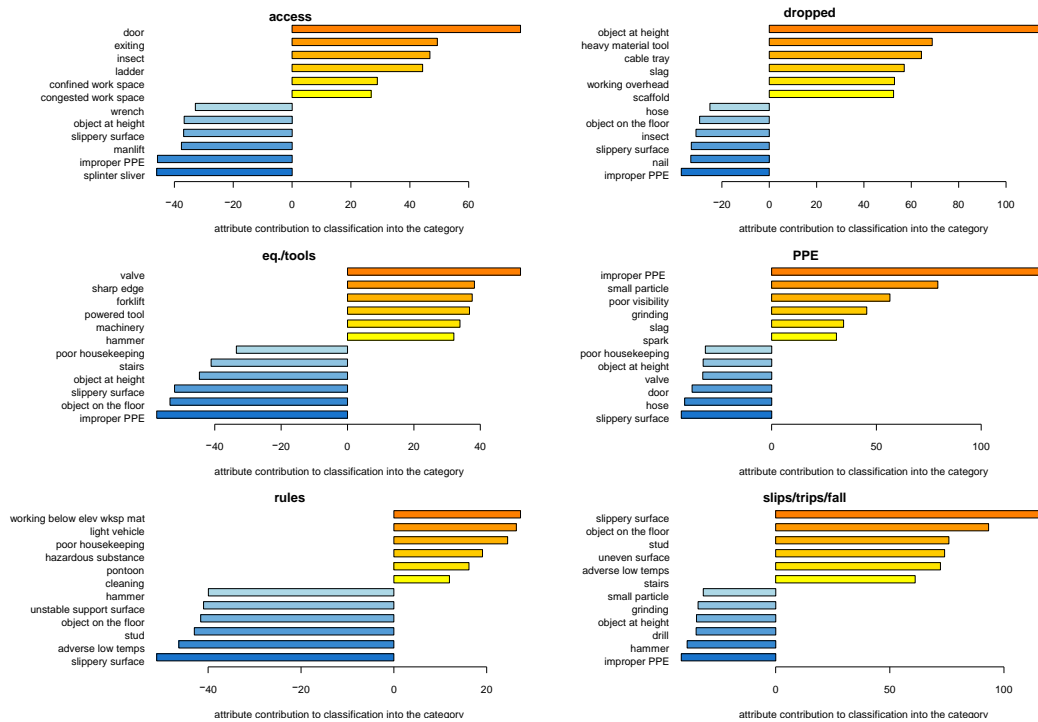 access
door
exiting
insect
ladder
confined work space
congested work space
wrench
object at height
slippery surface
manlift
improper PPE
splinter sliver
−40 −20 0 20 40 60
attribute contribution to classification into the category
dropped
object at height
heavy material tool
cable tray
slag
working overhead
scaffold
hose
object on the floor
insect
slippery surface
nail
improper PPE
−20 0 20 40 60 80 100
attribute contribution to classification into the category
eq./tools
valve
sharp edge
forklift
powered tool
machinery
hammer
poor housekeeping
stairs
object at height
slippery surface
object on the floor
improper PPE
−40 −20 0 20 40
attribute contribution to classification into the category
PPE
improper PPE
small particle
poor visibility
grinding
slag
spark
poor housekeeping
object at height
valve
door
hose
slippery surface
0 50 100
attribute contribution to classification into the category
rules
working below elev wksp mat
light vehicle
poor housekeeping
hazardous substance
pontoon
cleaning
hammer
unstable support surface
object on the floor
stud
adverse low temps
slippery surface
−40 −20 0 20
attribute contribution to classification into the category
slips/trips/fall
slippery surface
object on the floor
stud
uneven surface
adverse low temps
stairs
small particle
grinding
object at height
drill
hammer
improper PPE
0 50 100
attribute contribution to classification into the category